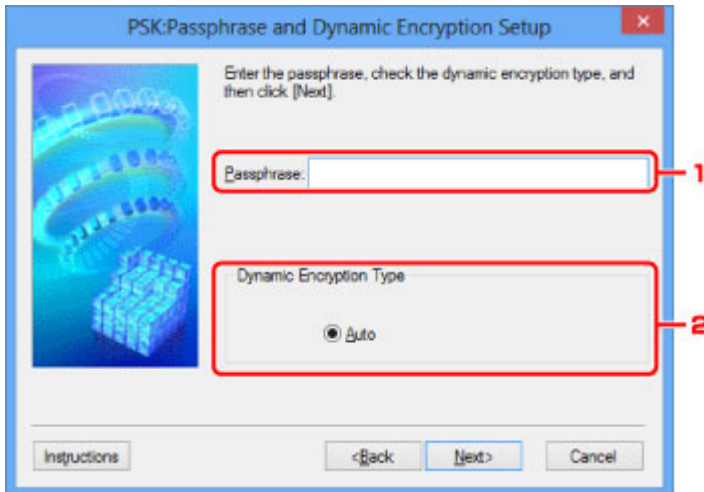 PSK:Passphrase and Dynamic Encryption Setup
Enter the passphrase, check the dynamic encryption type, and
then click [Next].
Passphrase:
1
Dynamic Encryption Type
Auto
2
Instructions
<Back
Next>
Cancel